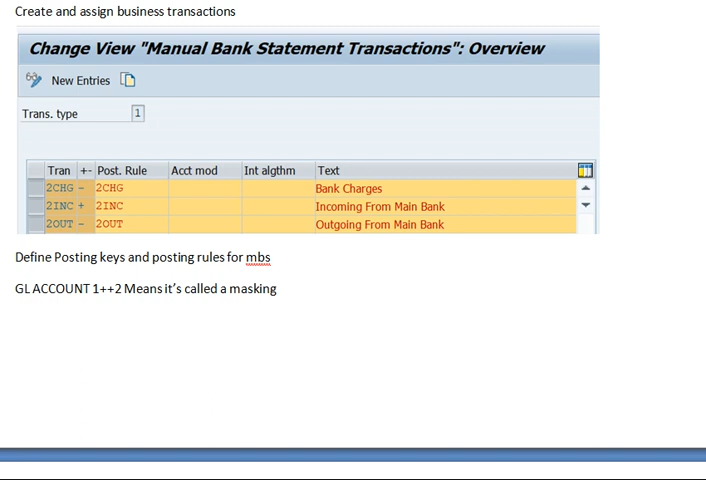 Create and assign business transactions
Change View "Manual Bank Statement Transactions": Overview
New Entries
Trans. type 1
Tran +- Post. Rule Acct mod Int algthm Text
2CHG - 2CHG Bank Charges
2INC + 2INC Incoming From Main Bank
2OUT - 2OUT Outgoing From Main Bank
Define Posting keys and posting rules for mbs
GL ACCOUNT 1++2 Means it's called a masking